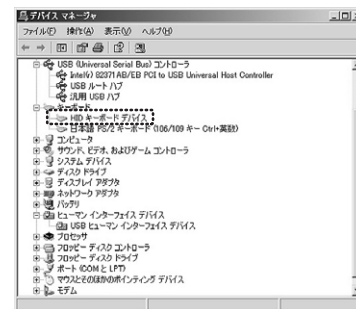 デバイス マネージャ
ファイル(F) 操作(A) 表示(V) ヘルプ(H)
USB (Universal Serial Bus) コントローラ
Intel(r) 82371AB/EB PCI to USB Universal Host Controller
USB ルート ハブ
汎用 USB ハブ
キーボード
HID キーボード デバイス
日本語 PS/2 キーボード (106/109 キー Ctrl+英数)
コンピュータ
サウンド、ビデオ、およびゲーム コントローラ
システム デバイス
ディスク ドライブ
ディスプレイ アダプタ
ネットワーク アダプタ
バッテリ
ヒューマン インターフェイス デバイス
USB ヒューマン インターフェイス デバイス
プロセッサ
フロッピー ディスク コントローラ
フロッピー ディスク ドライブ
ポート (COM と LPT)
マウスとそのほかのポインティング デバイス
モデム